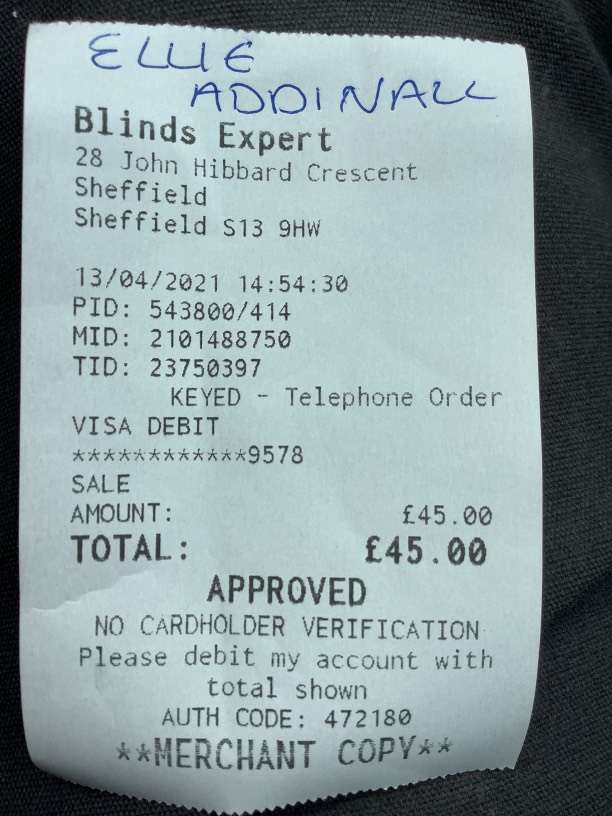 ELLIE
ADDINALL
Blinds Expert
28 John Hibbard Crescent
Sheffield
Sheffield S13 9HW
13/04/2021 14:54:30
PID: 543800/414
MID: 2101488750
TID: 23750397
KEYED - Telephone Order
VISA DEBIT
************9578
SALE
AMOUNT: £45.00
TOTAL: £45.00
APPROVED
NO CARDHOLDER VERIFICATION
Please debit my account with
total shown
AUTH CODE: 472180
**MERCHANT COPY**